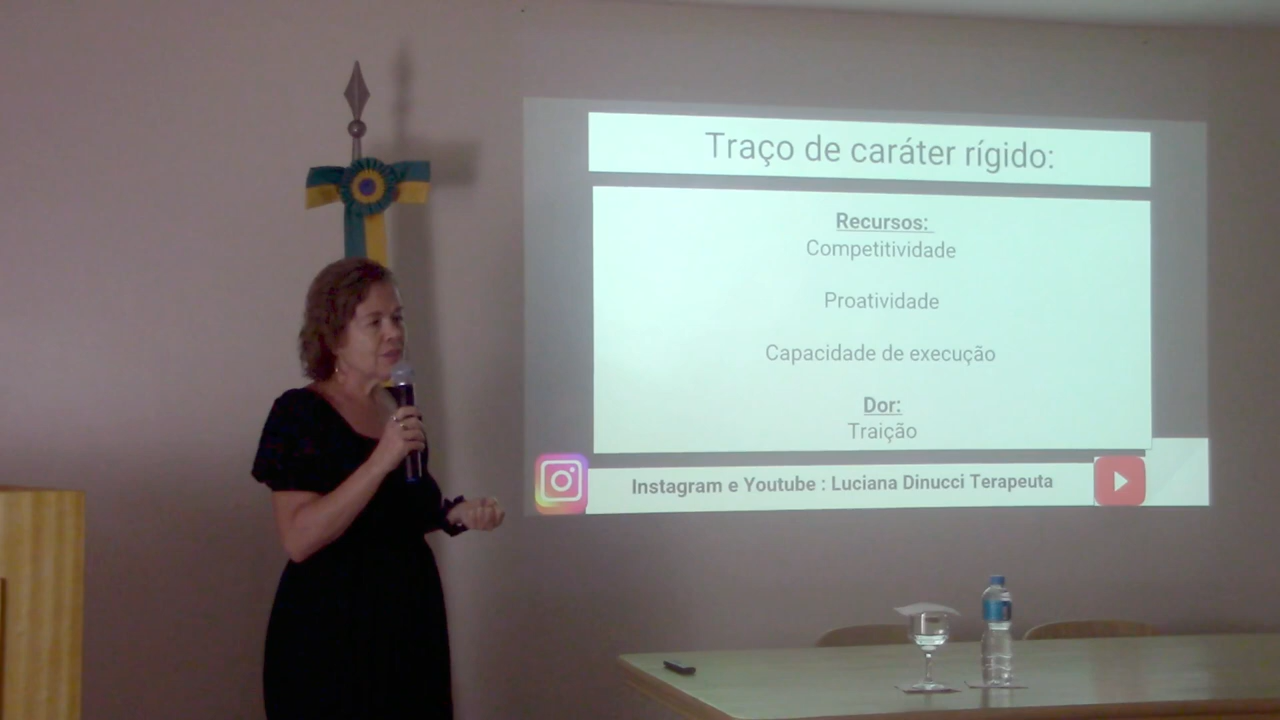 Traço de caráter rígido:
Recursos:
Competitividade
Proatividade
Capacidade de execução
Dor:
Traição
Instagram e Youtube : Luciana Dinucci Terapeuta